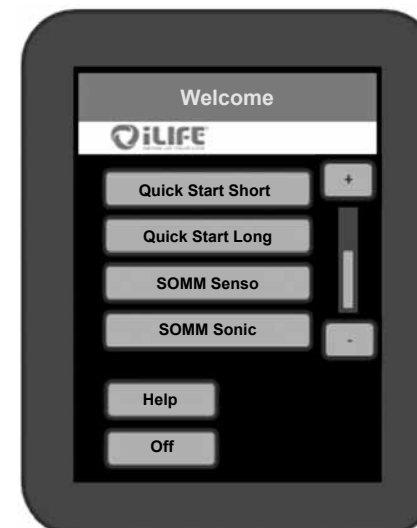 Welcome
iLIFE
Quick Start Short
+
Quick Start Long
SOMM Senso
SOMM Sonic
-
Help
Off